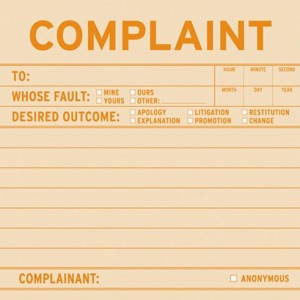 COMPLAINT
TO:
HOUR MINUTE SECOND
WHOSE FAULT: MINE OURS
YOURS OTHER:
MONTH DAY YEAR
DESIRED OUTCOME: APOLOGY LITIGATION RESTITUTION
EXPLANATION PROMOTION CHANGE
COMPLAINANT: ANONYMOUS